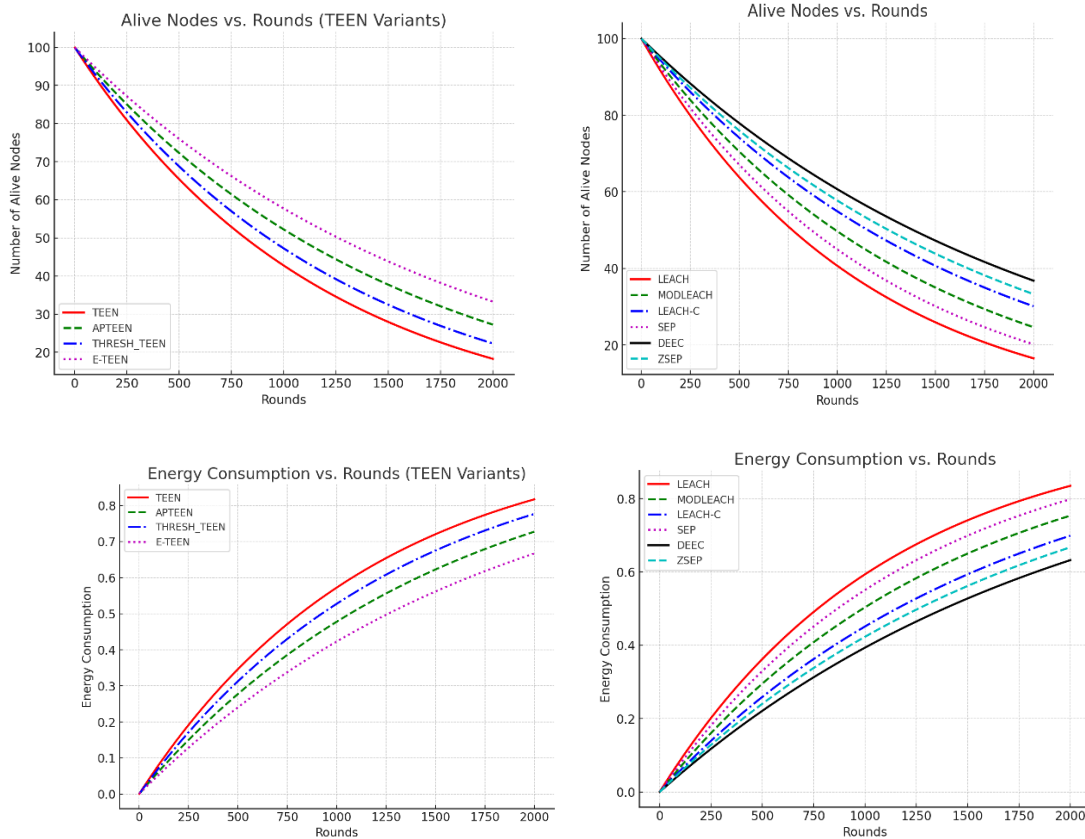 Alive Nodes vs. Rounds (TEEN Variants)
Number of Alive Nodes
100
90
80
70
60
50
40
30
20
TEEN
APTEEN
THRESH_TEEN
E-TEEN
0 250 500 750 1000 1250 1500 1750 2000
Rounds
Alive Nodes vs. Rounds
Number of Alive Nodes
100
80
60
40
20
LEACH
MODLEACH
LEACH-C
SEP
DEEC
ZSEP
0 250 500 750 1000 1250 1500 1750 2000
Rounds
Energy Consumption vs. Rounds (TEEN Variants)
Energy Consumption
0.8
0.7
0.6
0.5
0.4
0.3
0.2
0.1
0.0
TEEN
APTEEN
THRESH_TEEN
E-TEEN
0 250 500 750 1000 1250 1500 1750 2000
Rounds
Energy Consumption vs. Rounds
Energy Consumption
0.8
0.6
0.4
0.2
0.0
LEACH
MODLEACH
LEACH-C
SEP
DEEC
ZSEP
0 250 500 750 1000 1250 1500 1750 2000
Rounds